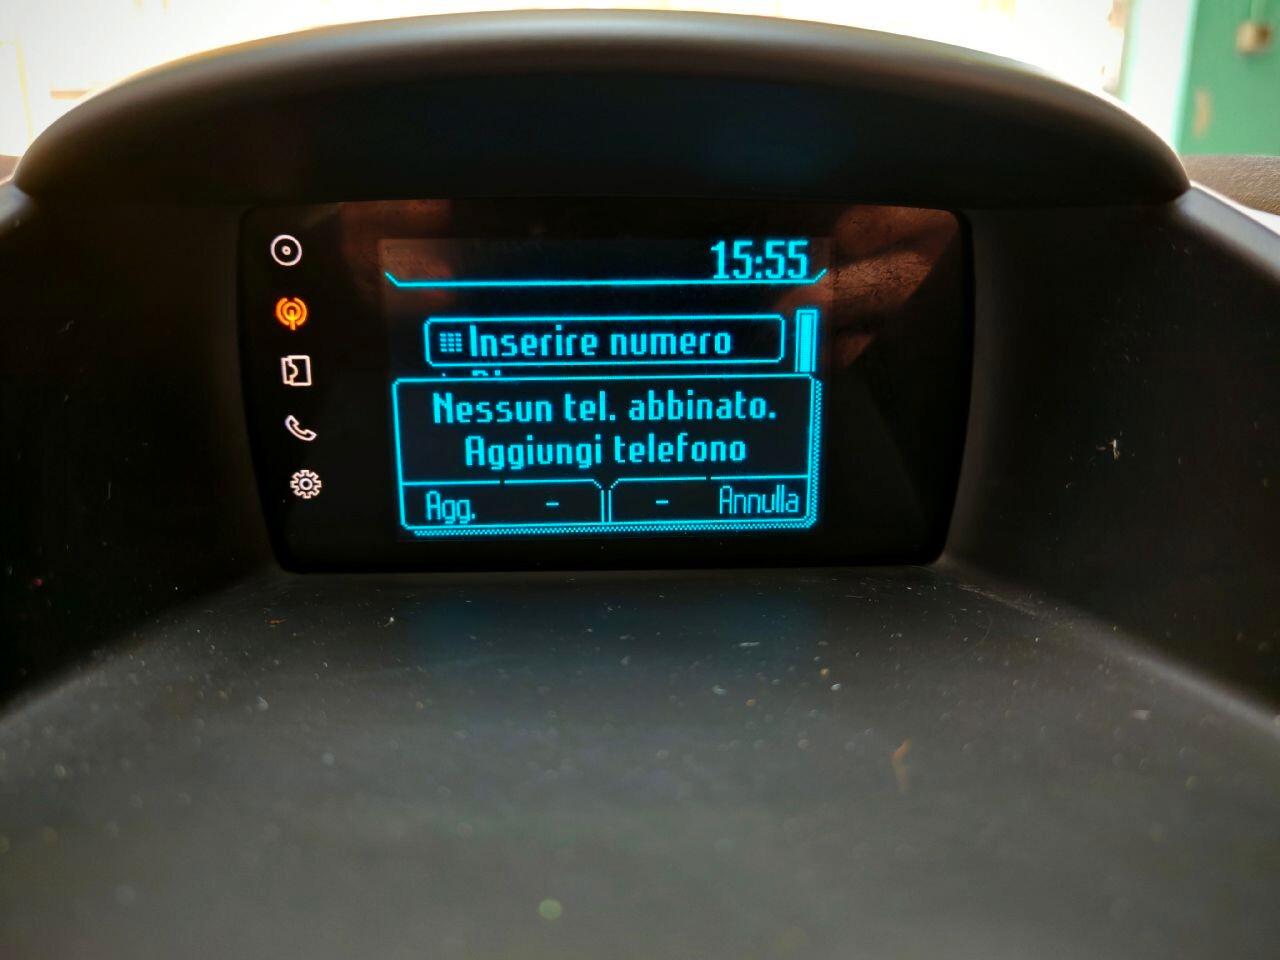 15:55
Inserire numero
Nessun tel. abbinato.
Aggiungi telefono
Agg. - - Annulla